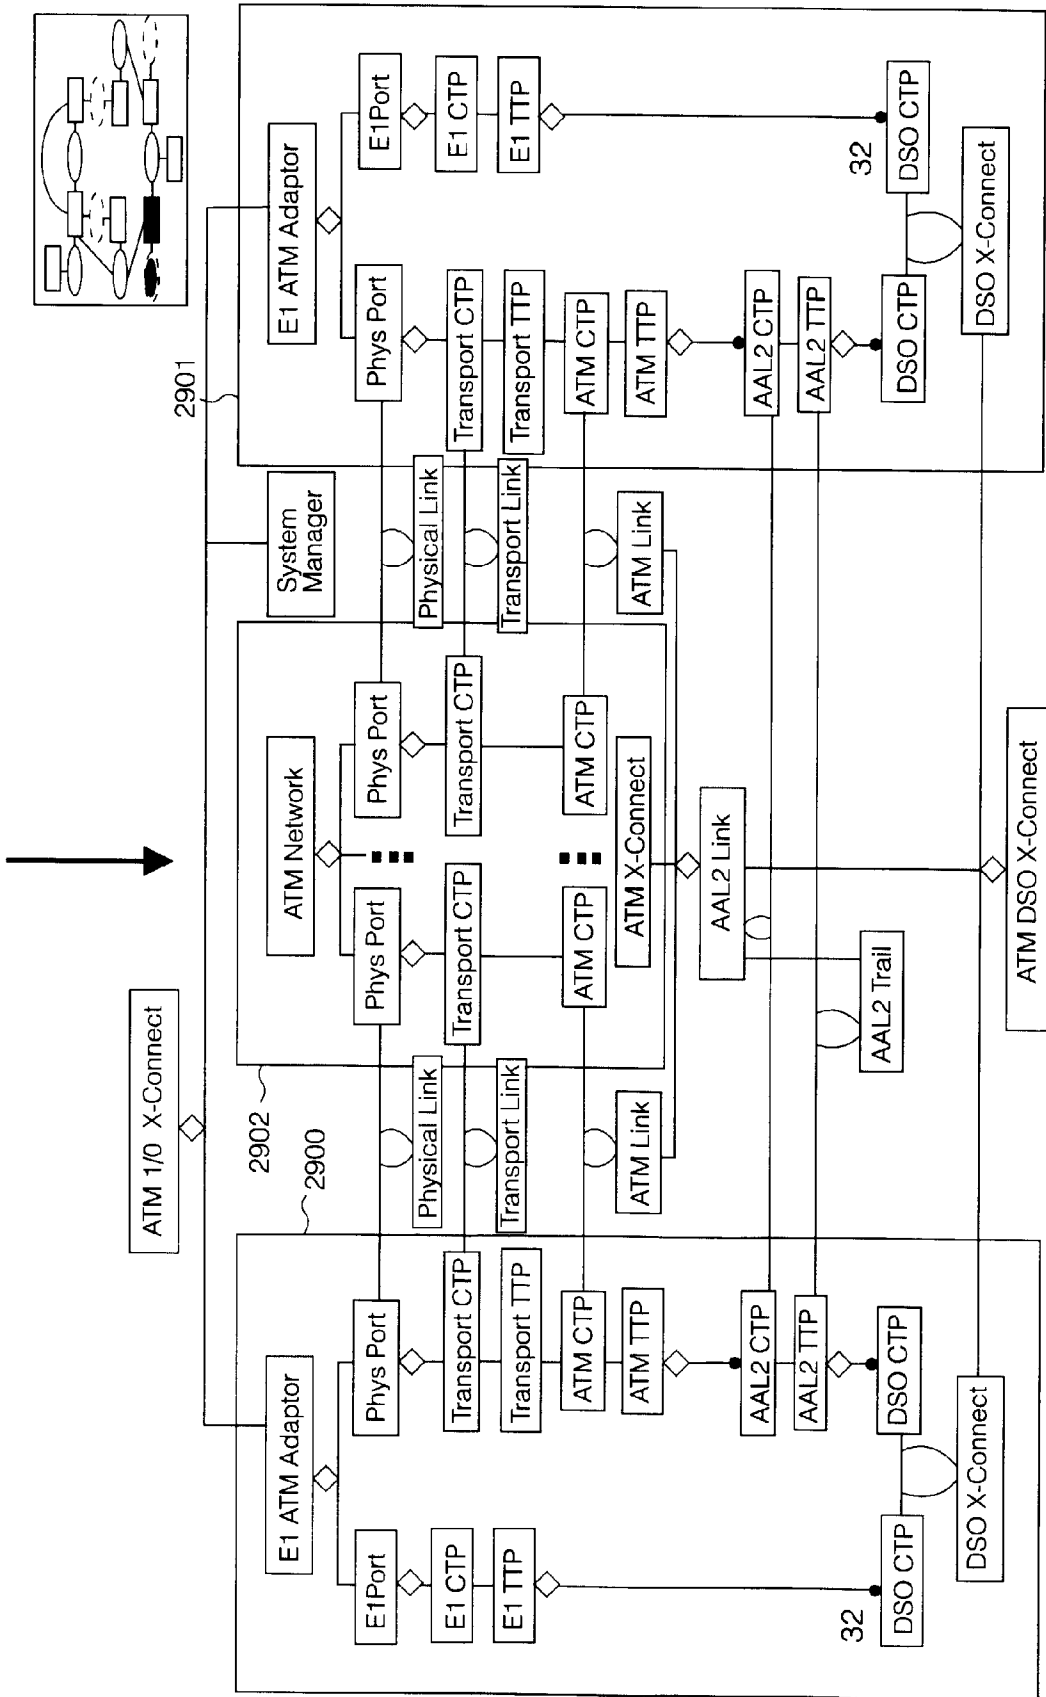 ATM 1/0 X-Connect
2901
2902
2900
E1 ATM Adaptor
E1Port
E1 CTP
E1 TTP
32
DSO CTP
Phys Port
Transport CTP
Transport TTP
ATM CTP
ATM TTP
AAL2 CTP
AAL2 TTP
DSO CTP
DSO X-Connect
Physical Link
Transport Link
ATM Link
ATM Network
Phys Port
Transport CTP
ATM CTP
Phys Port
Transport CTP
ATM CTP
ATM X-Connect
System
Manager
Physical Link
Transport Link
ATM Link
AAL2 Link
AAL2 Trail
E1 ATM Adaptor
Phys Port
Transport CTP
Transport TTP
ATM CTP
ATM TTP
AAL2 CTP
AAL2 TTP
DSO CTP
E1Port
E1 CTP
E1 TTP
32
DSO CTP
DSO X-Connect
ATM DSO X-Connect